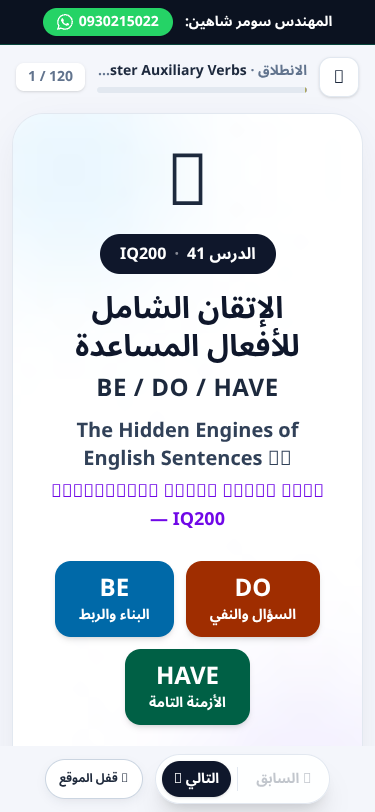 المهندس سومر شاهين: 0930215022
الانطلاق · ...ster Auxiliary Verbs
1 / 120
الدرس 41 · IQ200
الإتقان الشامل
للأفعال المساعدة
BE / DO / HAVE
The Hidden Engines of
English Sentences
— IQ200
BE
البناء والربط
DO
السؤال والنفي
HAVE
الأزمنة التامة
السابق
التالي
قفل الموقع